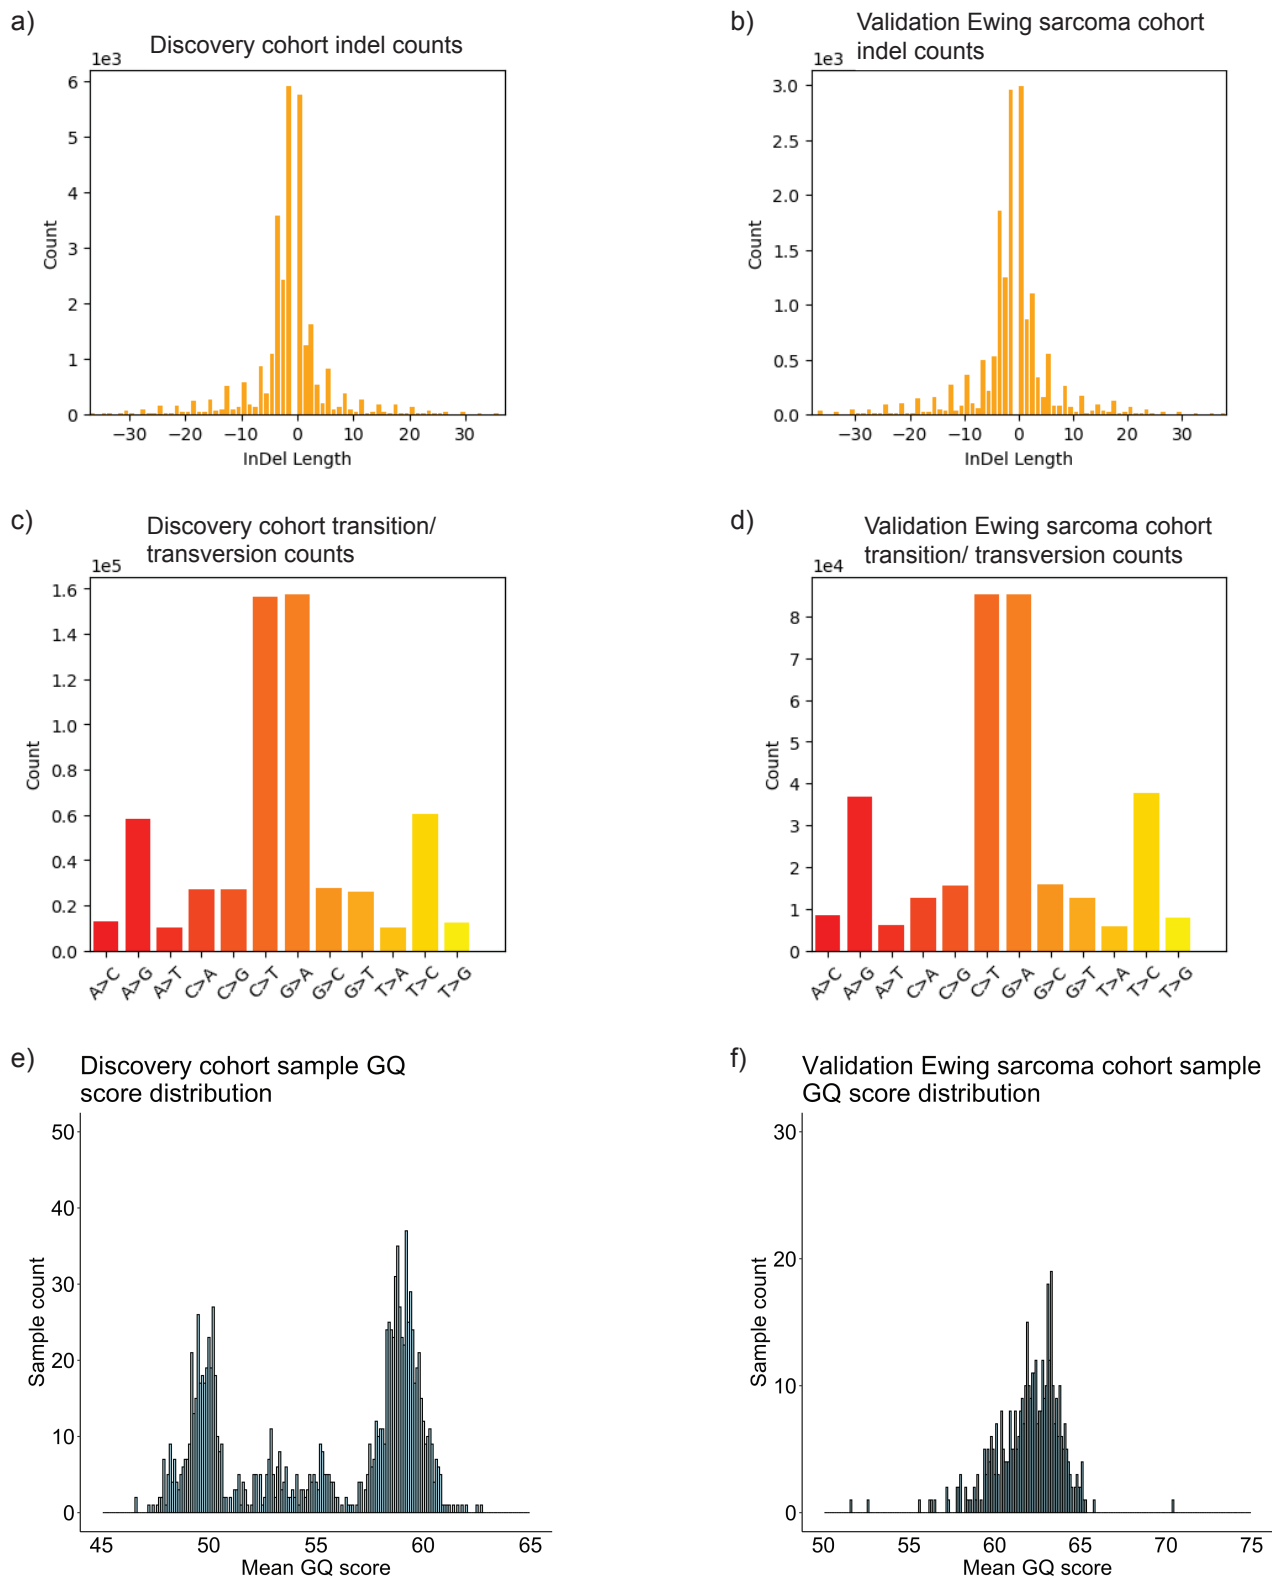 a)
Discovery cohort indel counts
1e3
6
5
4
3
2
1
0
Count
−30 −20 −10 0 10 20 30
InDel Length
b)
Validation Ewing sarcoma cohort
indel counts
1e3
3.0
2.5
2.0
1.5
1.0
0.5
0.0
Count
−30 −20 −10 0 10 20 30
InDel Length
c)
Discovery cohort transition/
transversion counts
1e5
1.6
1.4
1.2
1.0
0.8
0.6
0.4
0.2
0.0
Count
A>C A>G A>T C>A C>G C>T G>A G>C G>T T>A T>C T>G
d)
Validation Ewing sarcoma cohort
transition/ transversion counts
1e4
8
7
6
5
4
3
2
1
0
Count
A>C A>G A>T C>A C>G C>T G>A G>C G>T T>A T>C T>G
e)
Discovery cohort sample GQ
score distribution
50
40
30
20
10
0
Sample count
45 50 55 60 65
Mean GQ score
f)
Validation Ewing sarcoma cohort sample
GQ score distribution
30
20
10
0
Sample count
50 55 60 65 70 75
Mean GQ score